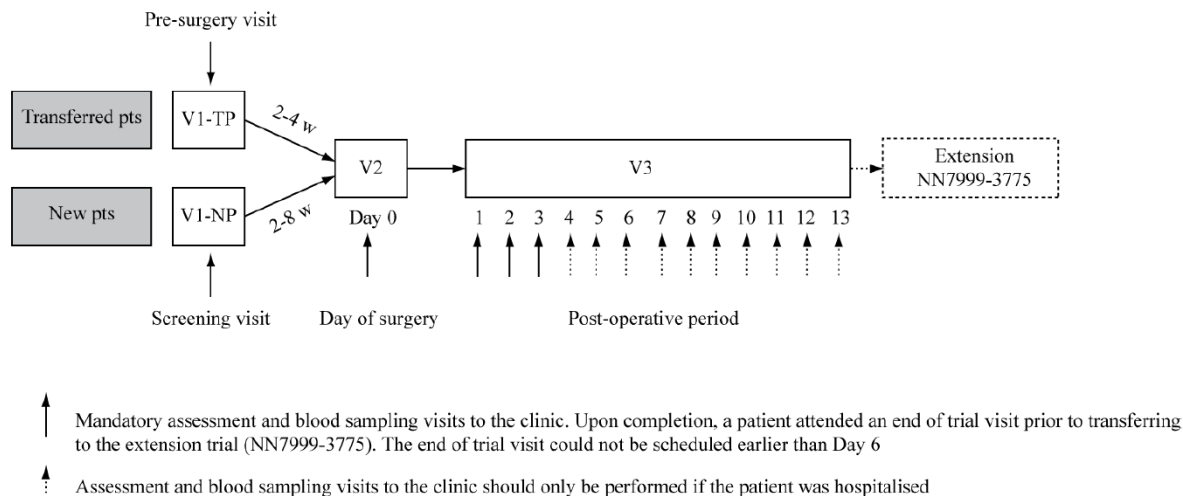 Pre-surgery visit
Transferred pts
V1-TP
2-4 w
V2
V3
Extension
NN7999-3775
New pts
V1-NP
2-8 w
Day 0
1 2 3 4 5 6 7 8 9 10 11 12 13
Screening visit
Day of surgery
Post-operative period
Mandatory assessment and blood sampling visits to the clinic. Upon completion, a patient attended an end of trial visit prior to transferring
to the extension trial (NN7999-3775). The end of trial visit could not be scheduled earlier than Day 6
Assessment and blood sampling visits to the clinic should only be performed if the patient was hospitalised